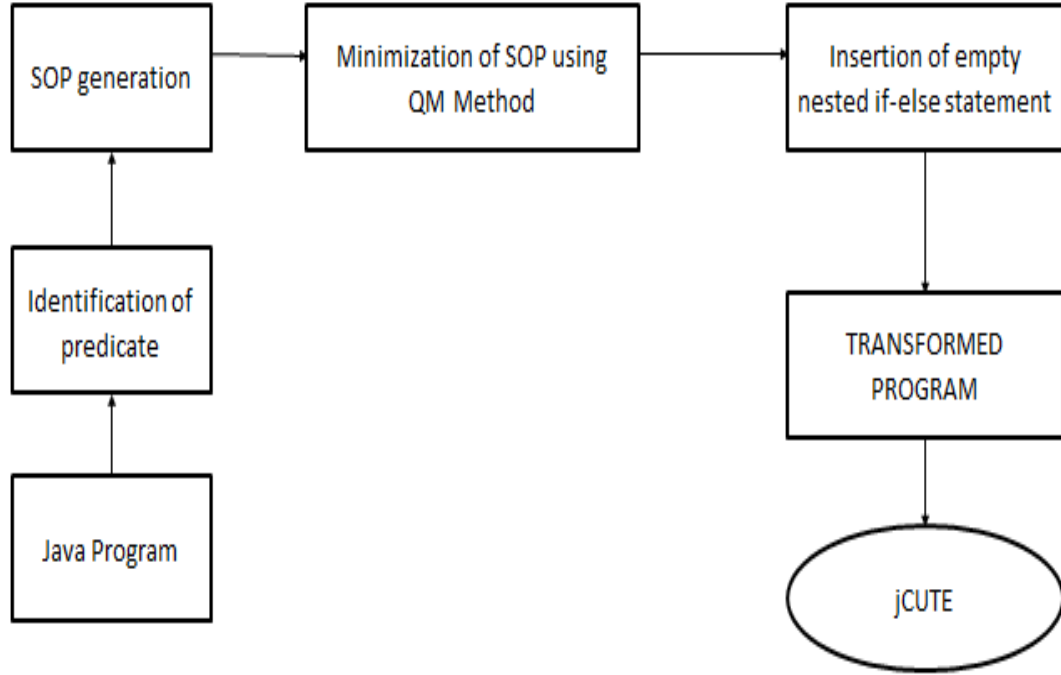 SOP generation
Minimization of SOP using
QM Method
Insertion of empty
nested if-else statement
Identification of
predicate
TRANSFORMED
PROGRAM
Java Program
jCUTE